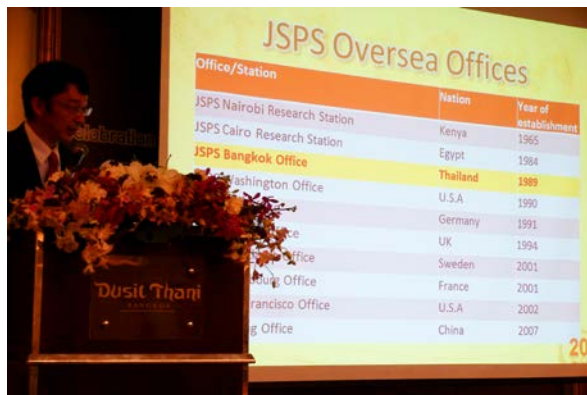 JSPS Oversea Offices
Office/Station Nation Year of establishment
JSPS Nairobi Research Station Kenya 1965
JSPS Cairo Research Station Egypt 1984
JSPS Bangkok Office Thailand 1989
Washington Office U.S.A 1990
Germany 1991
UK 1994
Office Sweden 2001
Office France 2001
Office U.S.A 2002
Office China 2007
20
Dusit Thani
BANGKOK